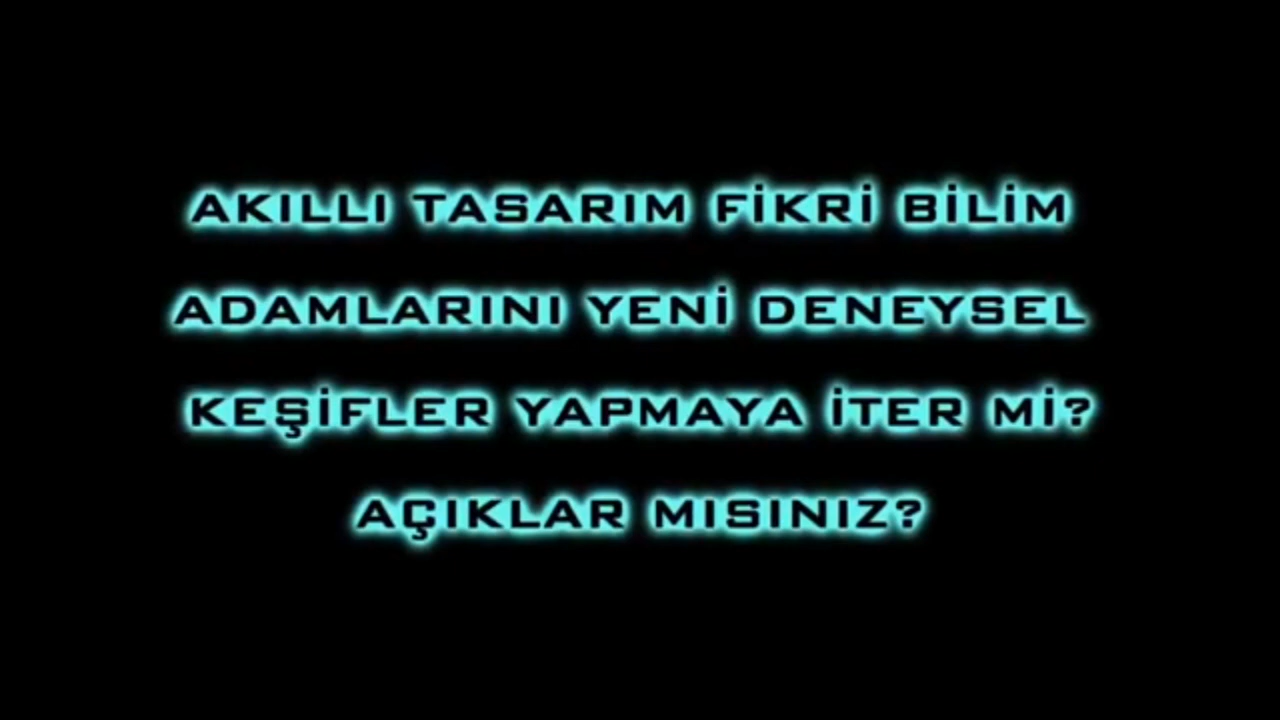 AKILLI TASARIM FİKRİ BİLİM
ADAMLARINI YENİ DENEYSEL
KEŞİFLER YAPMAYA İTER Mİ?
AÇIKLAR MISINIZ?